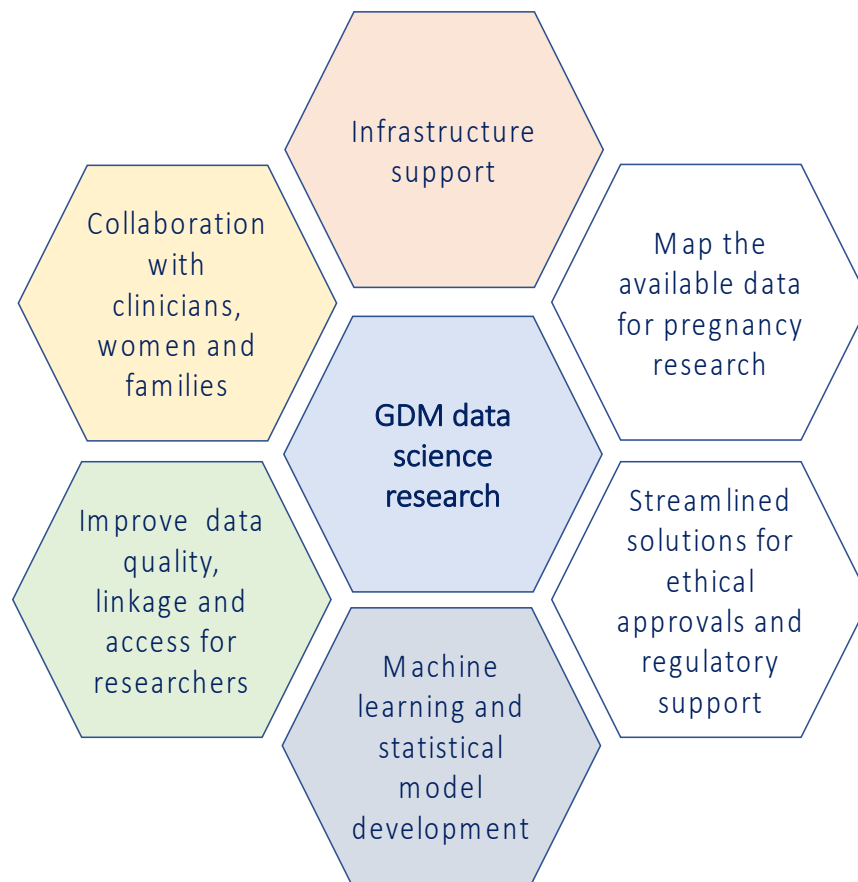 Infrastructure
support
Collaboration
with
clinicians,
women and
families
Map the
available data
for pregnancy
research
GDM data
science
research
Improve data
quality,
linkage and
access for
researchers
Streamlined
solutions for
ethical
approvals and
regulatory
support
Machine
learning and
statistical
model
development